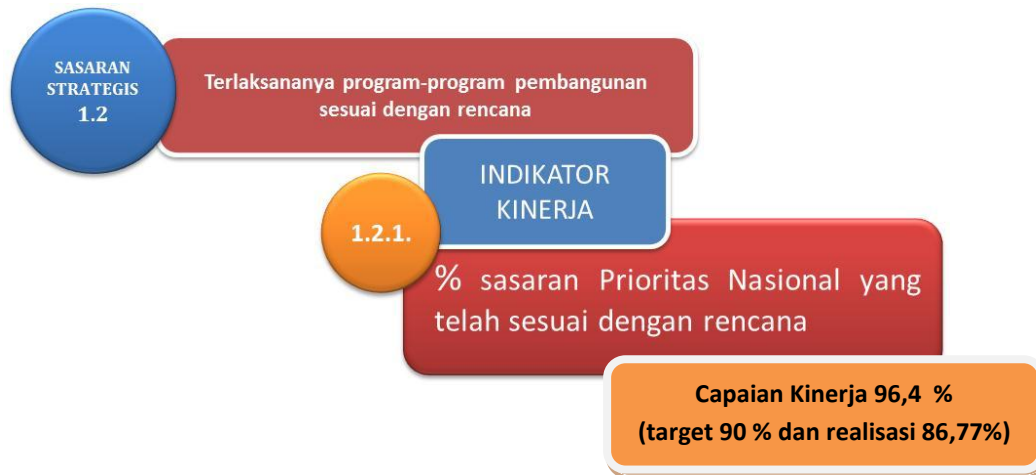 SASARAN
STRATEGIS
1.2
Terlaksananya program-program pembangunan
sesuai dengan rencana
INDIKATOR
KINERJA
1.2.1.
% sasaran Prioritas Nasional yang
telah sesuai dengan rencana
Capaian Kinerja 96,4 %
(target 90 % dan realisasi 86,77%)